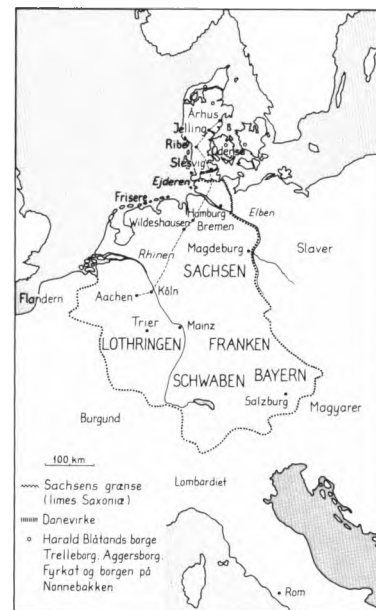 Århus
Jelling
Ribe
Odense
Slesvig
Ejderen
Frisere
Hamburg
Elben
Wildeshausen
Bremen
Rhinen
Magdeburg
Slaver
SACHSEN
Flandern
Aachen
Köln
Trier
Mainz
LOTHRINGEN
FRANKEN
SCHWABEN
BAYERN
Salzburg
Magyarer
Burgund
100 km
Lombardiet
Sachsens grænse
(limes Saxoniæ)
Danevirke
Harald Blåtands borge
Trelleborg, Aggersborg,
Fyrkat og borgen på
Nonnebakken
Rom